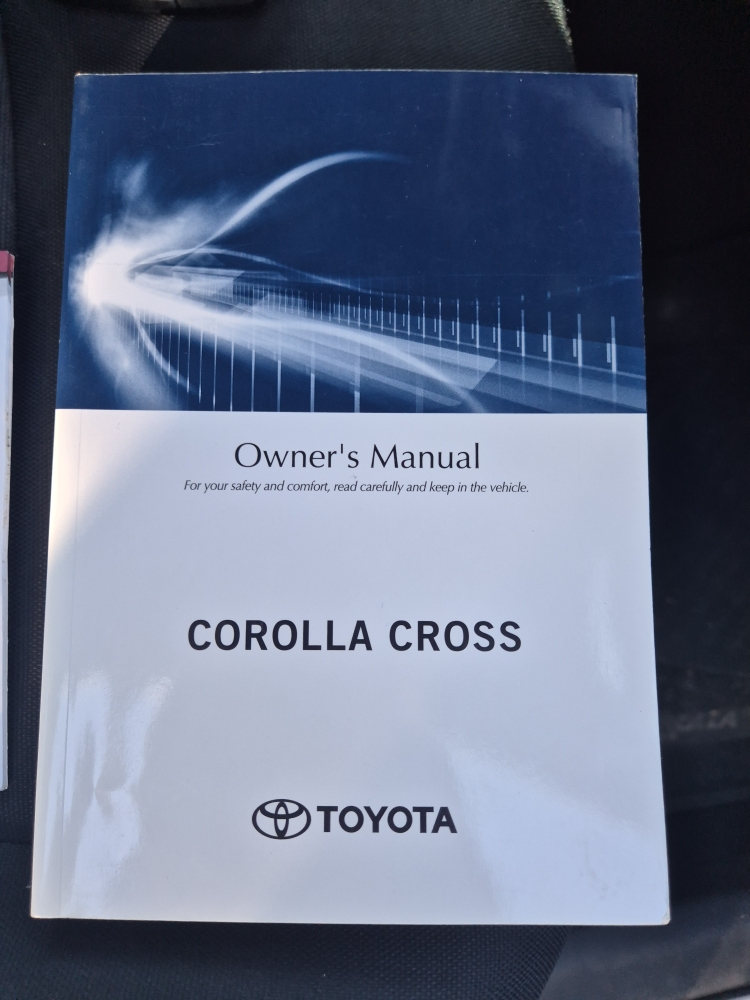 Owner's Manual
For your safety and comfort, read carefully and keep in the vehicle.
COROLLA CROSS
TOYOTA